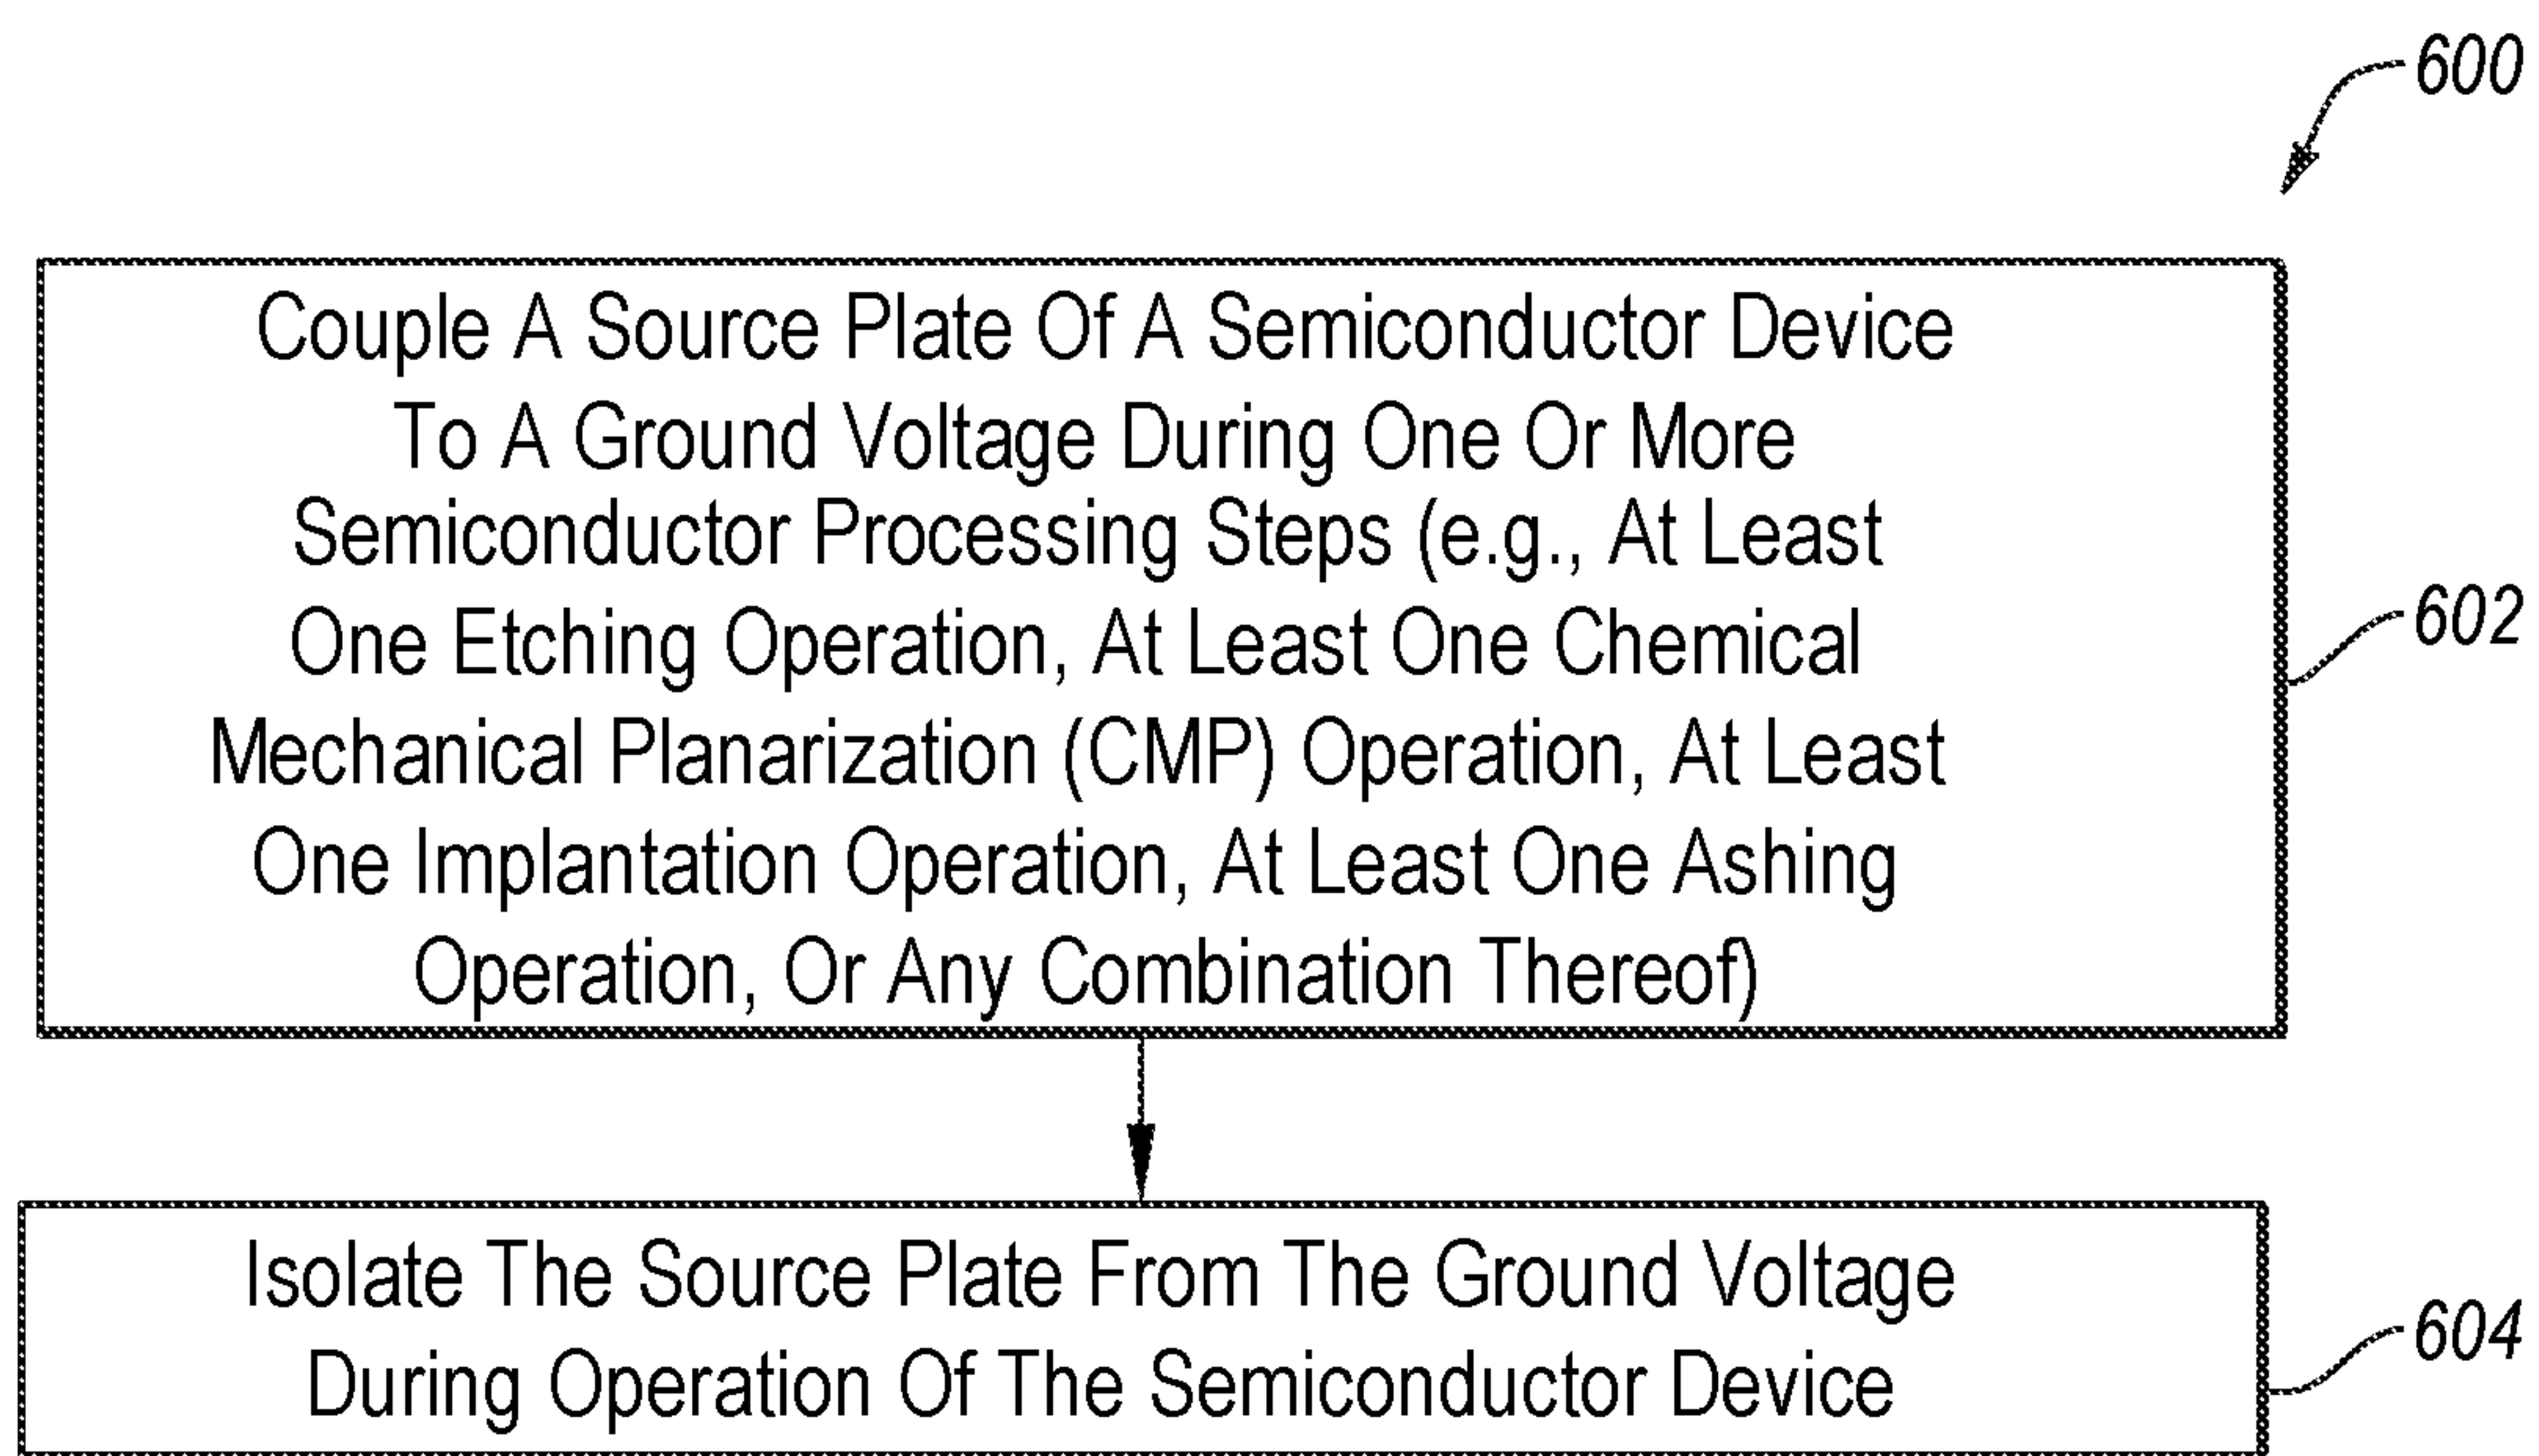 600
Couple A Source Plate Of A Semiconductor Device
To A Ground Voltage During One Or More
Semiconductor Processing Steps (e.g., At Least
One Etching Operation, At Least One Chemical
Mechanical Planarization (CMP) Operation, At Least
One Implantation Operation, At Least One Ashing
Operation, Or Any Combination Thereof)
602
Isolate The Source Plate From The Ground Voltage
During Operation Of The Semiconductor Device
604